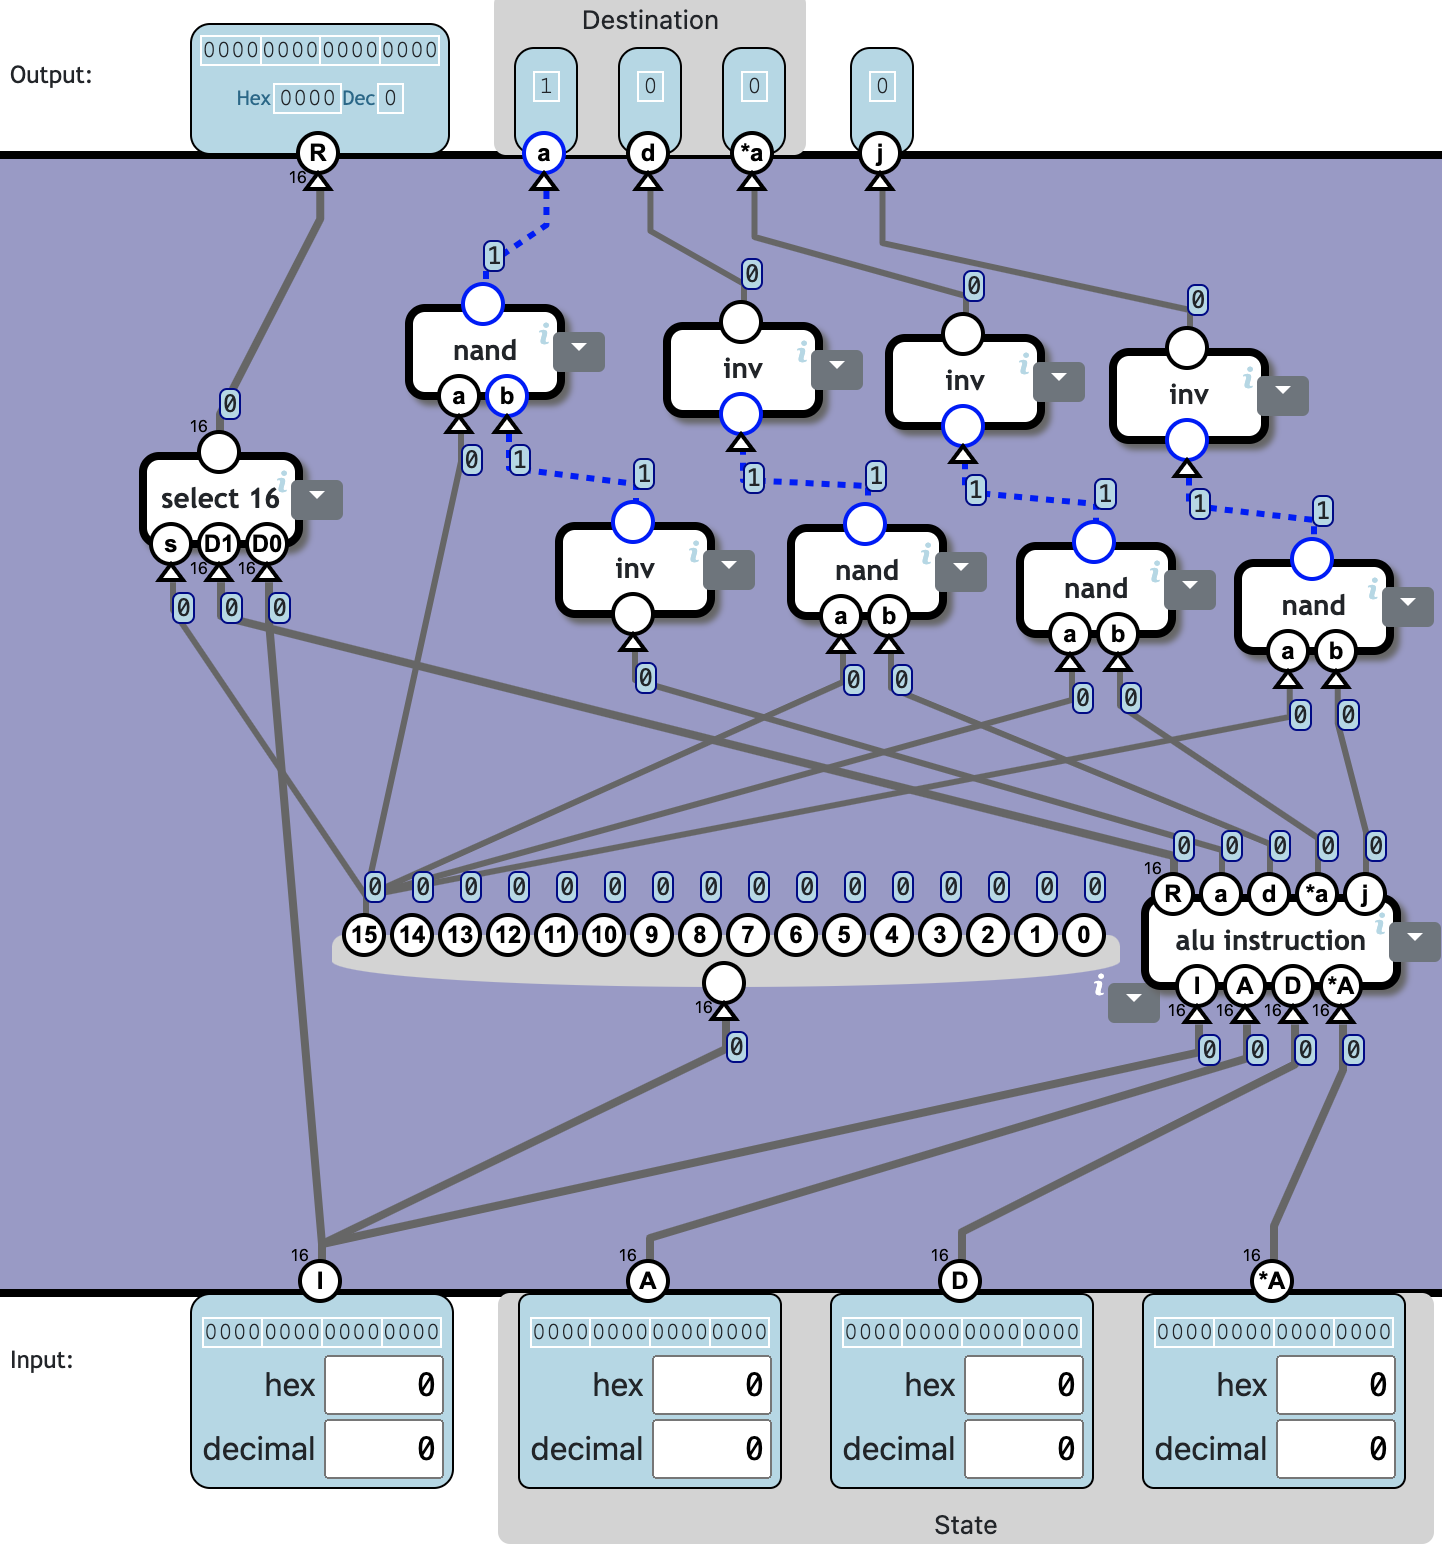 Destination
Output:
0000 0000 0000 0000
Hex 0000 Dec 0
1 0 0 0
R a d *a j
16
1 0 0 0
nand i
inv i
inv i
inv i
a b
0
16
0 1 1 1 1 1 1 1
select 16 i
s D1 D0
16 16
0 0 0
inv i
nand i
nand i
nand i
a b
a b
a b
0 0 0 0 0 0 0
0 0 0 0 0
16
R a d *a j
0 0 0 0 0 0 0 0 0 0 0 0 0 0 0 0
15 14 13 12 11 10 9 8 7 6 5 4 3 2 1 0
alu instruction i
I A D *A
i
16
16 16 16 16
0
0 0 0 0
16 16 16 16
I A D *A
Input:
0000 0000 0000 0000
hex 0
decimal 0
0000 0000 0000 0000
hex 0
decimal 0
0000 0000 0000 0000
hex 0
decimal 0
0000 0000 0000 0000
hex 0
decimal 0
State